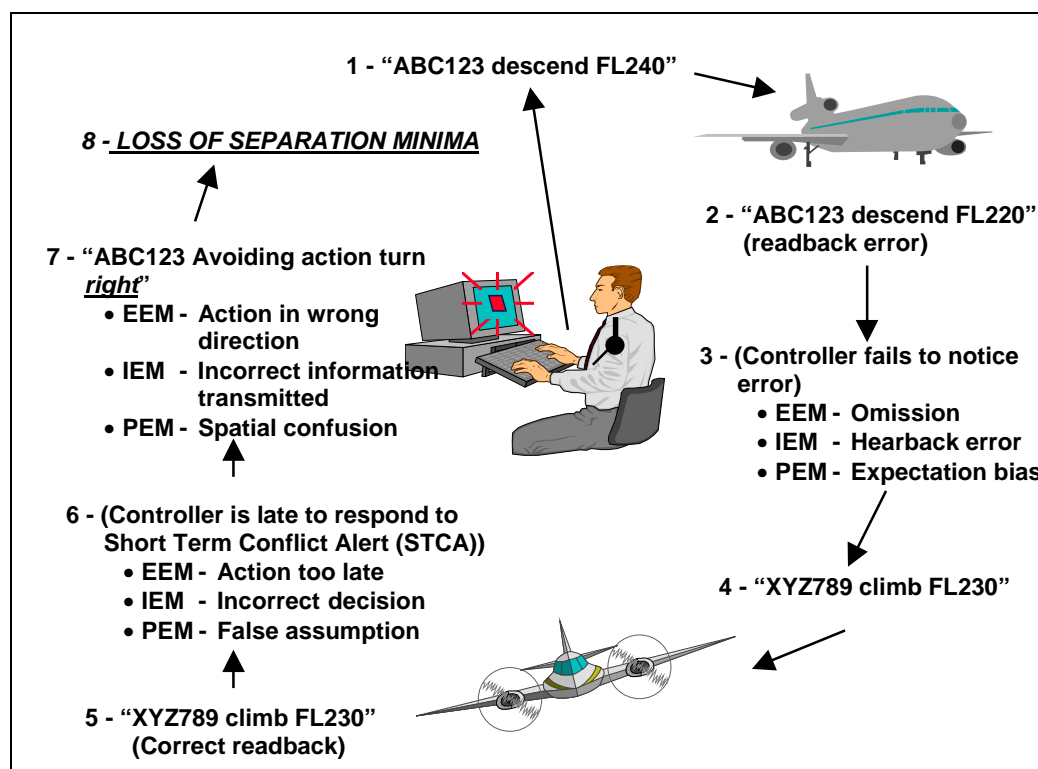 1 - “ABC123 descend FL240”
2 - “ABC123 descend FL220”
(readback error)
3 - (Controller fails to notice
error)
• EEM - Omission
• IEM - Hearback error
• PEM - Expectation bias
4 - “XYZ789 climb FL230”
5 - “XYZ789 climb FL230”
(Correct readback)
6 - (Controller is late to respond to
Short Term Conflict Alert (STCA))
• EEM - Action too late
• IEM - Incorrect decision
• PEM - False assumption
7 - “ABC123 Avoiding action turn
right”
• EEM - Action in wrong
direction
• IEM - Incorrect information
transmitted
• PEM - Spatial confusion
8 - LOSS OF SEPARATION MINIMA